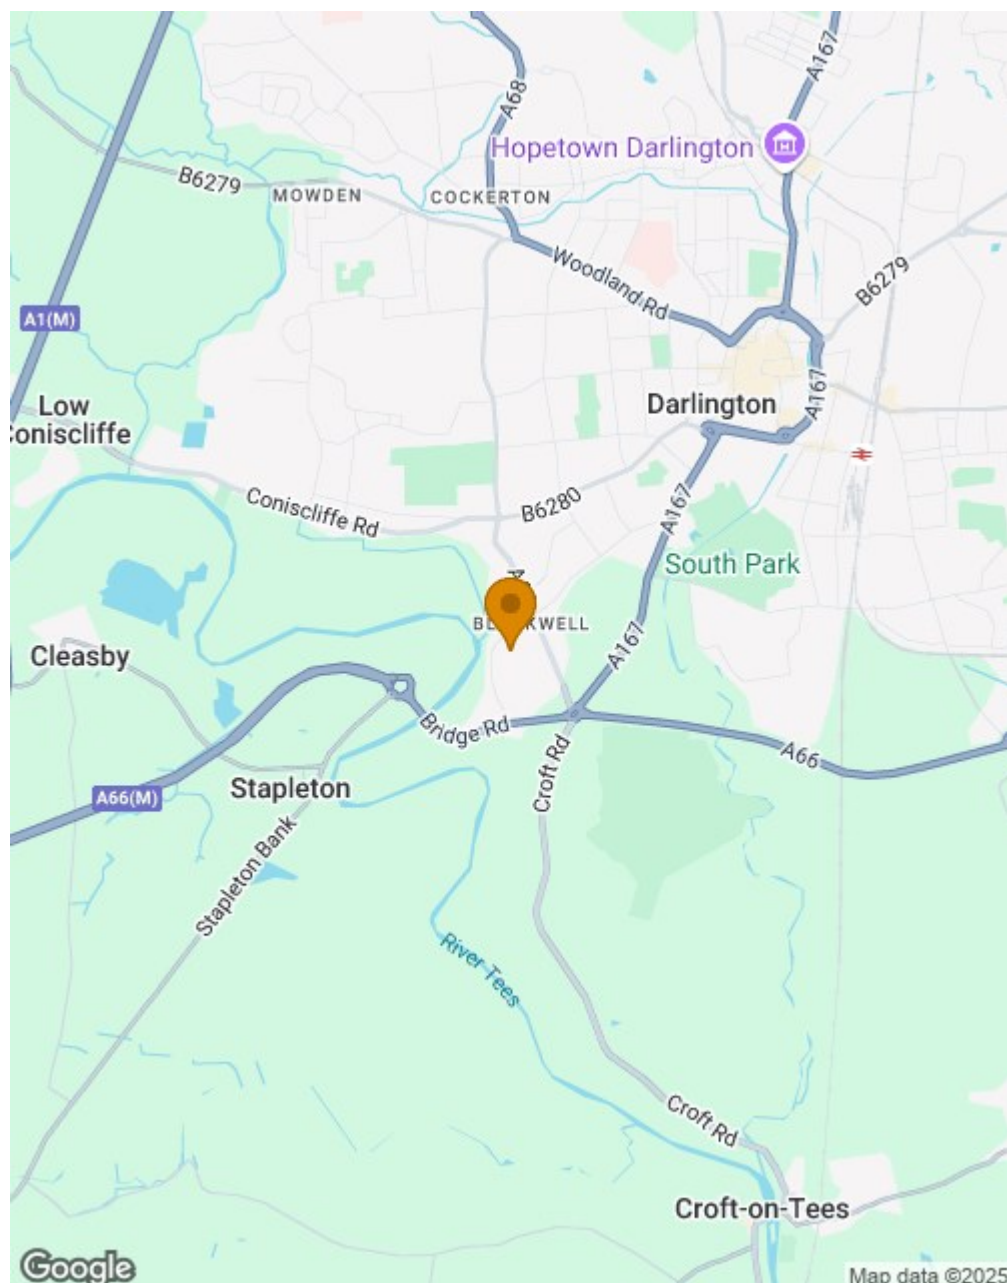 A167
A68
Hopetown Darlington
B6279
MOWDEN
COCKERTON
Woodland Rd
B6279
A1(M)
Low
Coniscliffe
Darlington
A167
Coniscliffe Rd
B6280
A167
South Park
Cleasby
A167
Bridge Rd
A66
Croft Rd
Stapleton
A66(M)
Stapleton Bank
River Tees
Croft Rd
Croft-on-Tees
Google
Map data ©2025